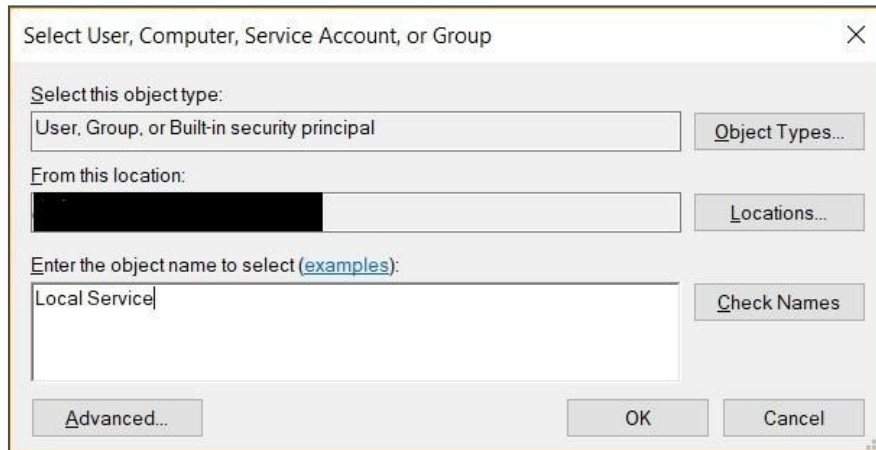 Select User, Computer, Service Account, or Group
Select this object type:
User, Group, or Built-in security principal
Object Types...
From this location:
Locations...
Enter the object name to select (examples):
Local Service
Check Names
Advanced...
OK
Cancel